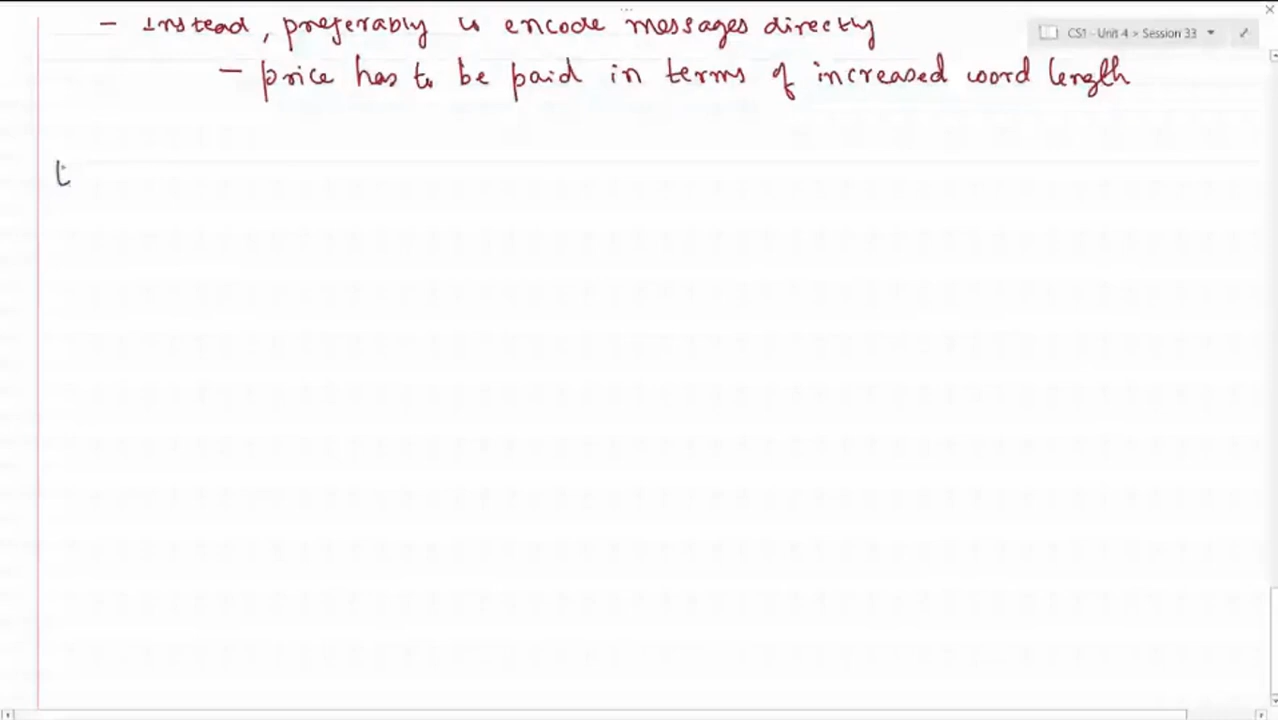 - Instead, preferably is encode messages directly
CS1 - Unit 4 > Session 33
- price has to be paid in terms of increased word length
t